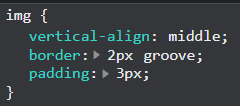 img {
vertical-align: middle;
border: 2px groove;
padding: 3px;
}